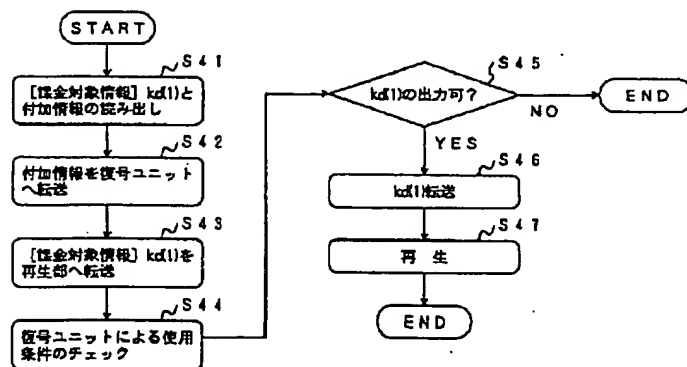 START
S41
[課金対象情報] kd(1)と
付加情報の読み出し
S42
付加情報を復号ユニット
へ転送
S43
[課金対象情報] kd(1)を
再生部へ転送
S44
復号ユニットによる使用
条件のチェック
S45
kd(1)の出力可?
NO
END
YES
S46
kd(1)転送
S47
再 生
END